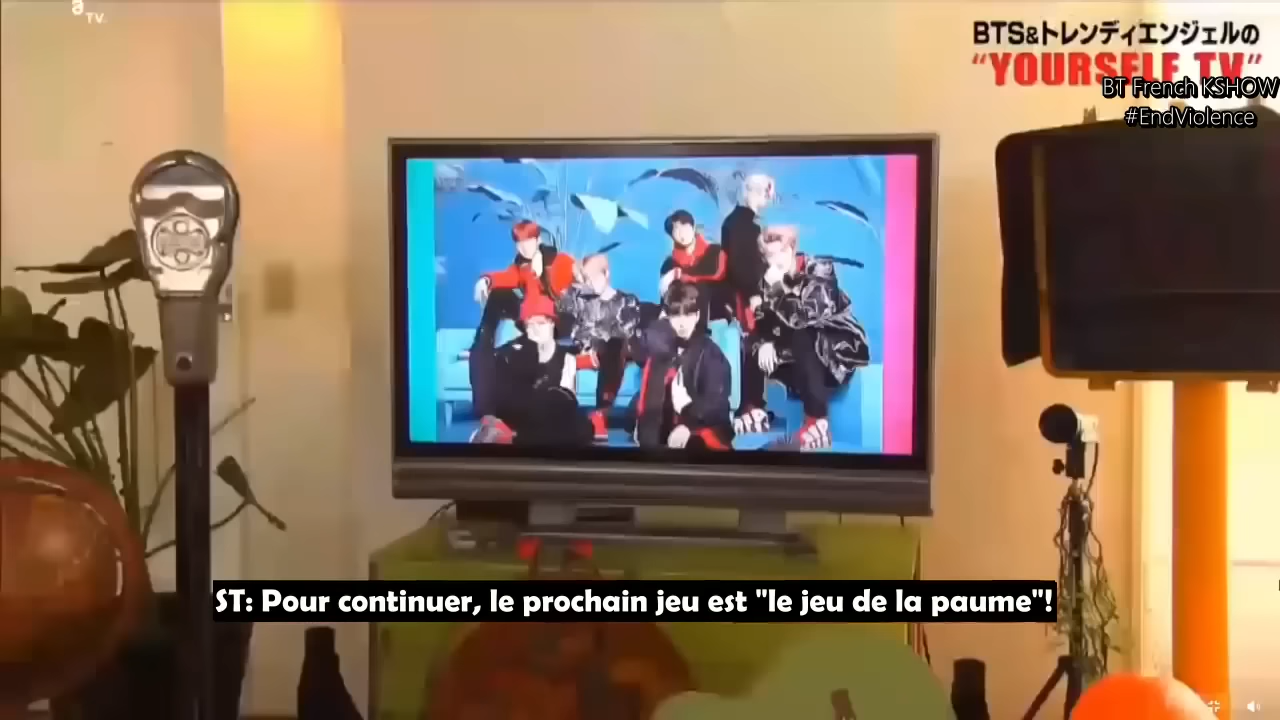 a TV
BTS&トレンディエンジェルの
"YOURSELF TV"
BT French KSHOW
#EndViolence
ST: Pour continuer, le prochain jeu est "le jeu de la paume"!